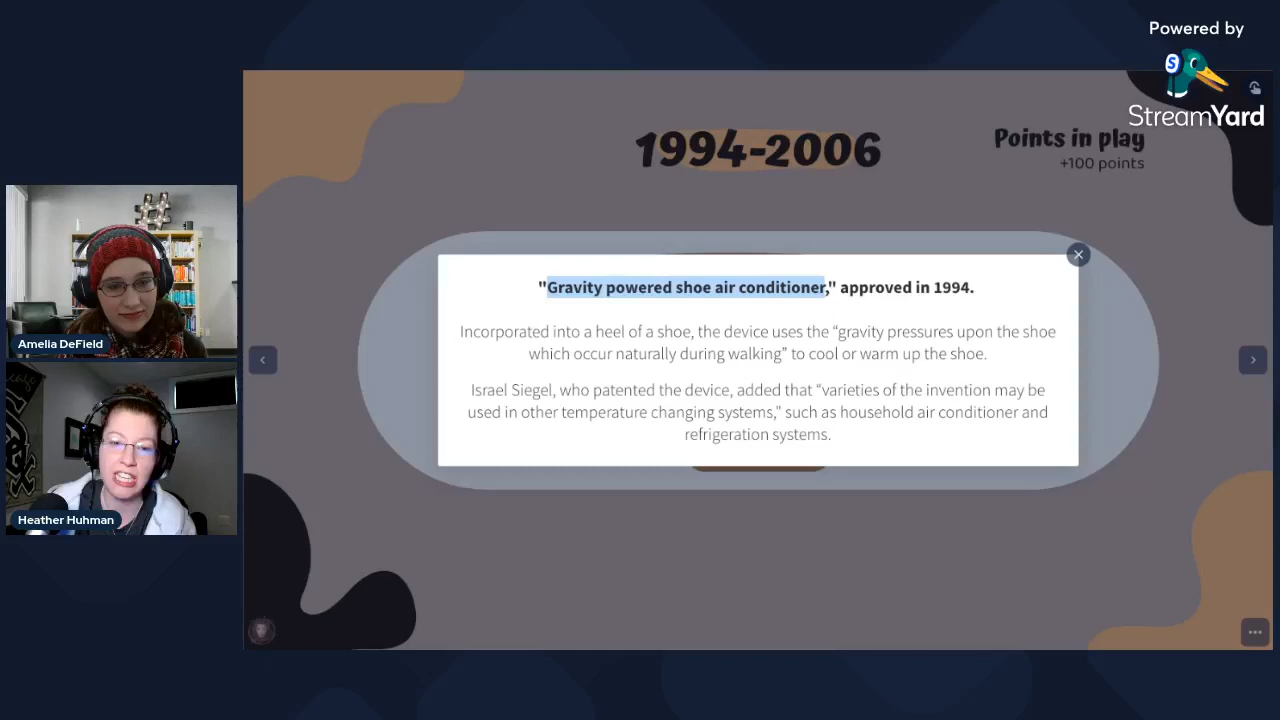 Powered by
StreamYard
1994-2006
Points in play
+100 points
"Gravity powered shoe air conditioner," approved in 1994.
Incorporated into a heel of a shoe, the device uses the “gravity pressures upon the shoe
which occur naturally during walking” to cool or warm up the shoe.
Israel Siegel, who patented the device, added that “varieties of the invention may be
used in other temperature changing systems," such as household air conditioner and
refrigeration systems.
#
Amelia DeField
Heather Huhman